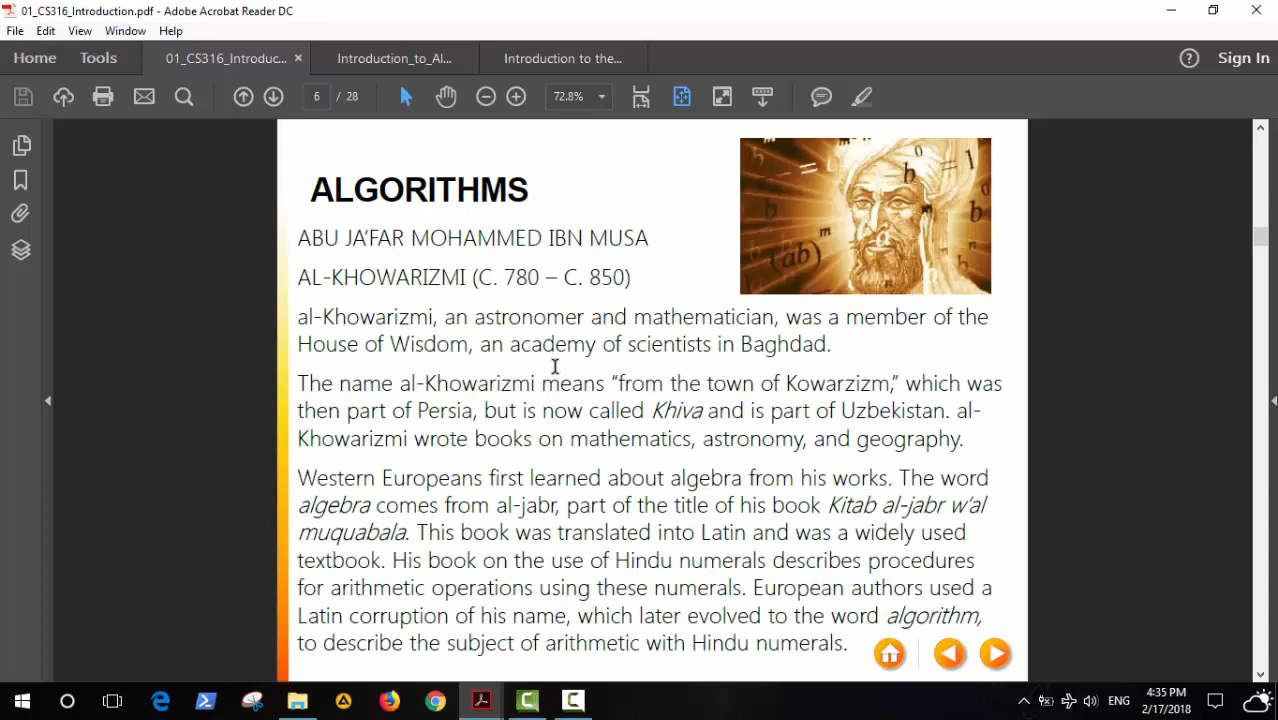 01_CS316_Introduction.pdf - Adobe Acrobat Reader DC
File Edit View Window Help
Home Tools 01_CS316_Introduc... × Introduction_to_Al... Introduction to the... Sign In
6 / 28 72.8%
ALGORITHMS
ABU JA’FAR MOHAMMED IBN MUSA
AL-KHOWARIZMI (C. 780 – C. 850)
al-Khowarizmi, an astronomer and mathematician, was a member of the
House of Wisdom, an academy of scientists in Baghdad.
The name al-Khowarizmi means “from the town of Kowarzizm,” which was
then part of Persia, but is now called Khiva and is part of Uzbekistan. al-
Khowarizmi wrote books on mathematics, astronomy, and geography.
Western Europeans first learned about algebra from his works. The word
algebra comes from al-jabr, part of the title of his book Kitab al-jabr w’al
muquabala. This book was translated into Latin and was a widely used
textbook. His book on the use of Hindu numerals describes procedures
for arithmetic operations using these numerals. European authors used a
Latin corruption of his name, which later evolved to the word algorithm,
to describe the subject of arithmetic with Hindu numerals.
ENG
4:35 PM
2/17/2018